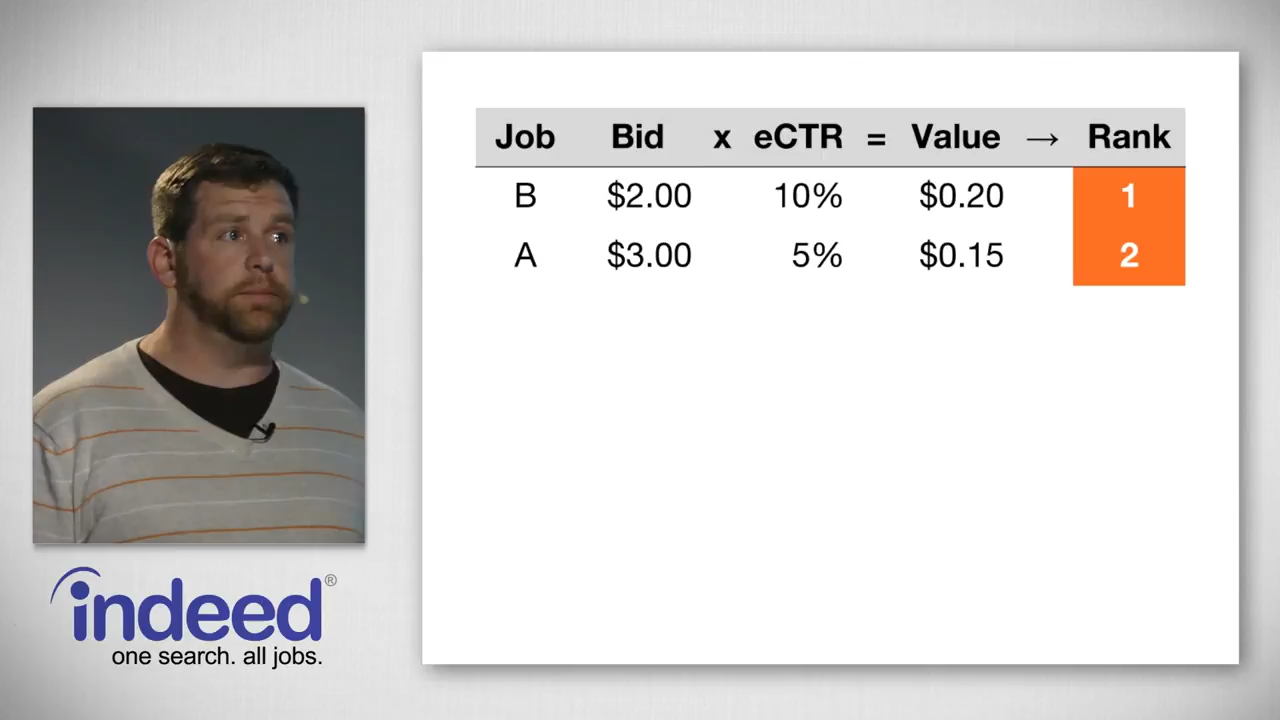 Job Bid x eCTR = Value → Rank
B $2.00 10% $0.20 1
A $3.00 5% $0.15 2
indeed®
one search. all jobs.